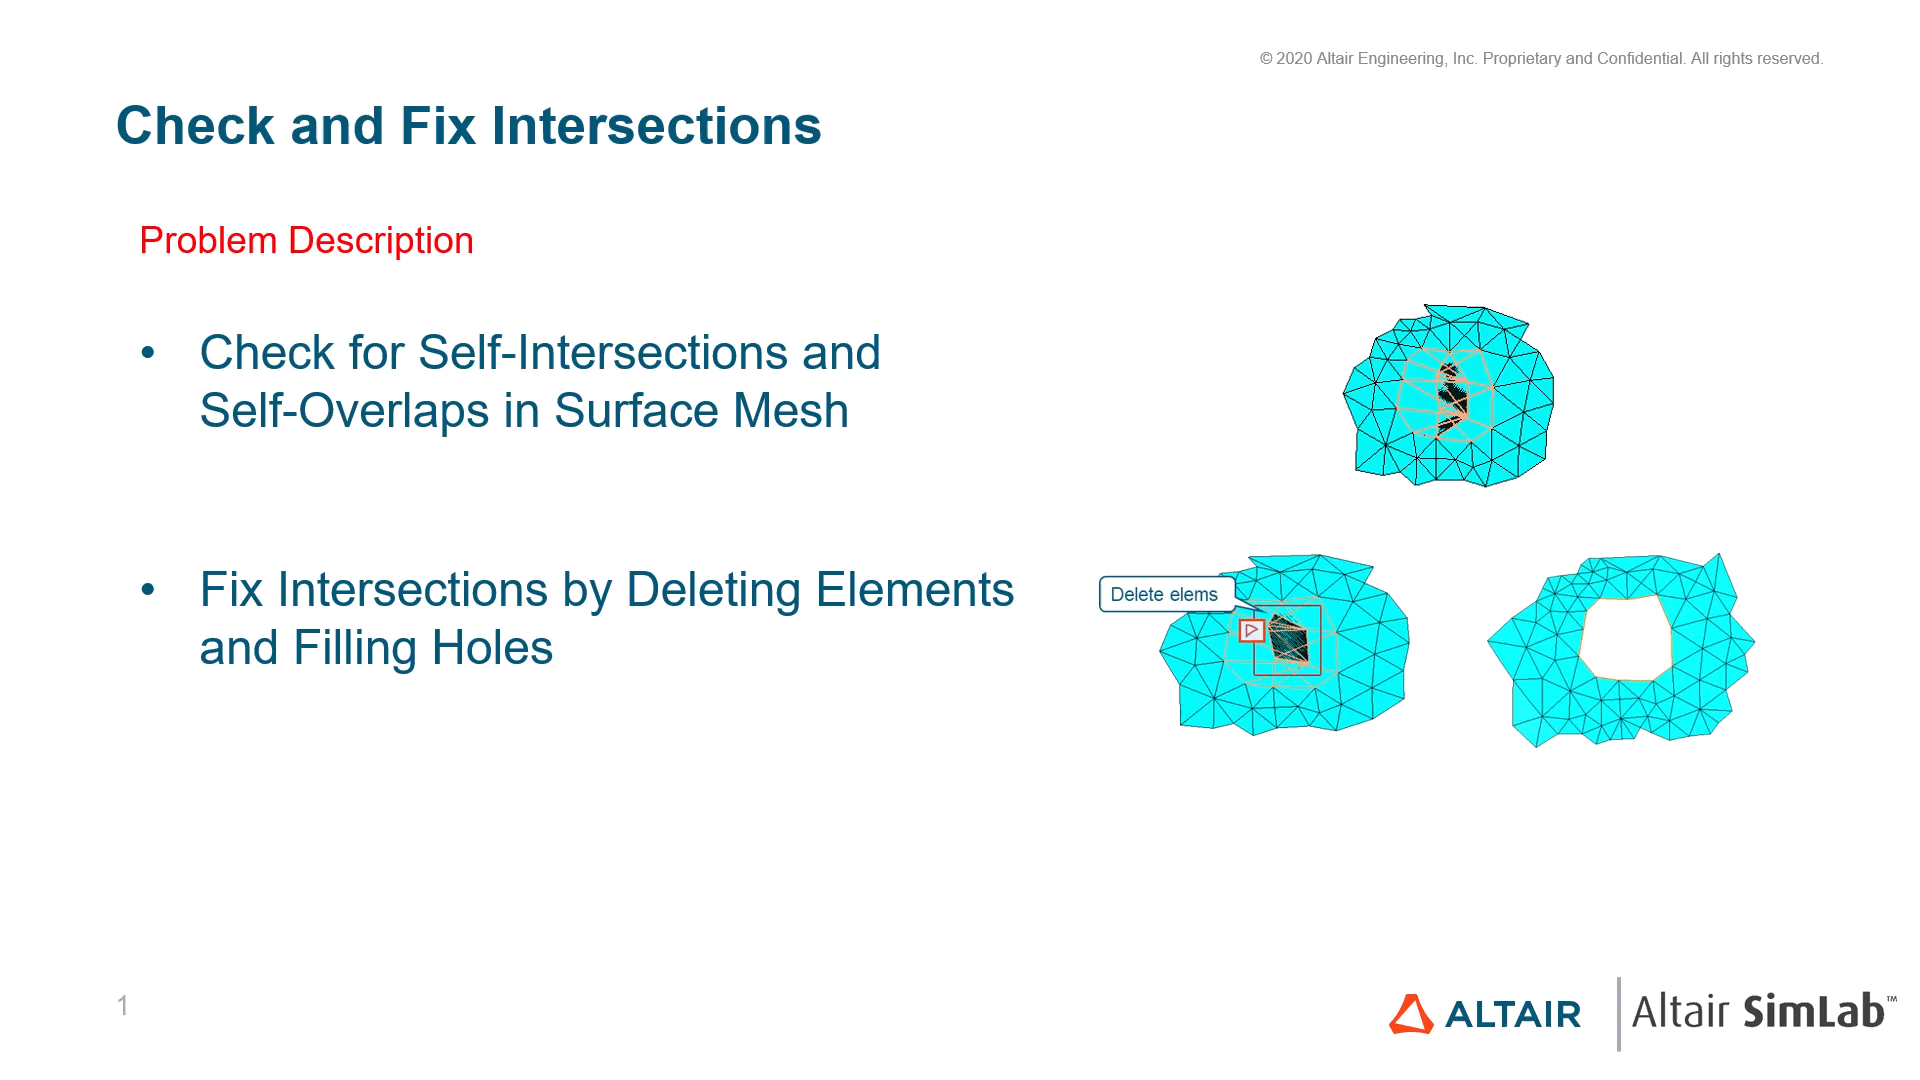 © 2020 Altair Engineering, Inc. Proprietary and Confidential. All rights reserved.
Check and Fix Intersections
Problem Description
• Check for Self-Intersections and
Self-Overlaps in Surface Mesh
• Fix Intersections by Deleting Elements
and Filling Holes
Delete elems
1
ALTAIR
Altair SimLab™